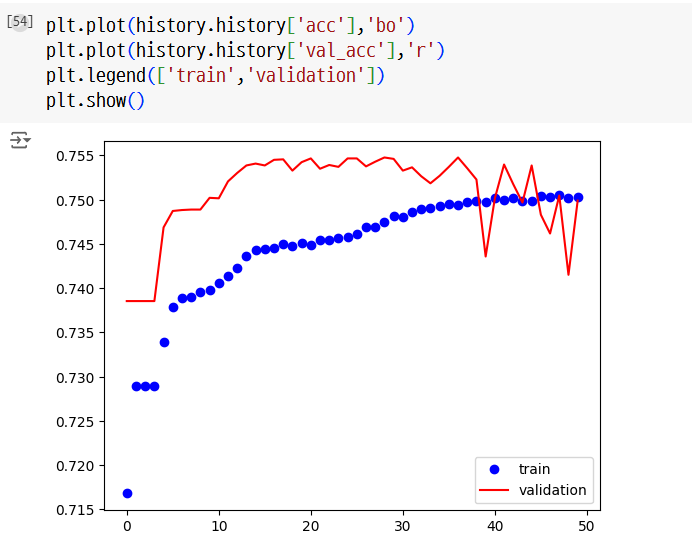 [54]
plt.plot(history.history['acc'],'bo')
plt.plot(history.history['val_acc'],'r')
plt.legend(['train','validation'])
plt.show()
0.755
0.750
0.745
0.740
0.735
0.730
0.725
0.720
0.715
train
validation
0 10 20 30 40 50